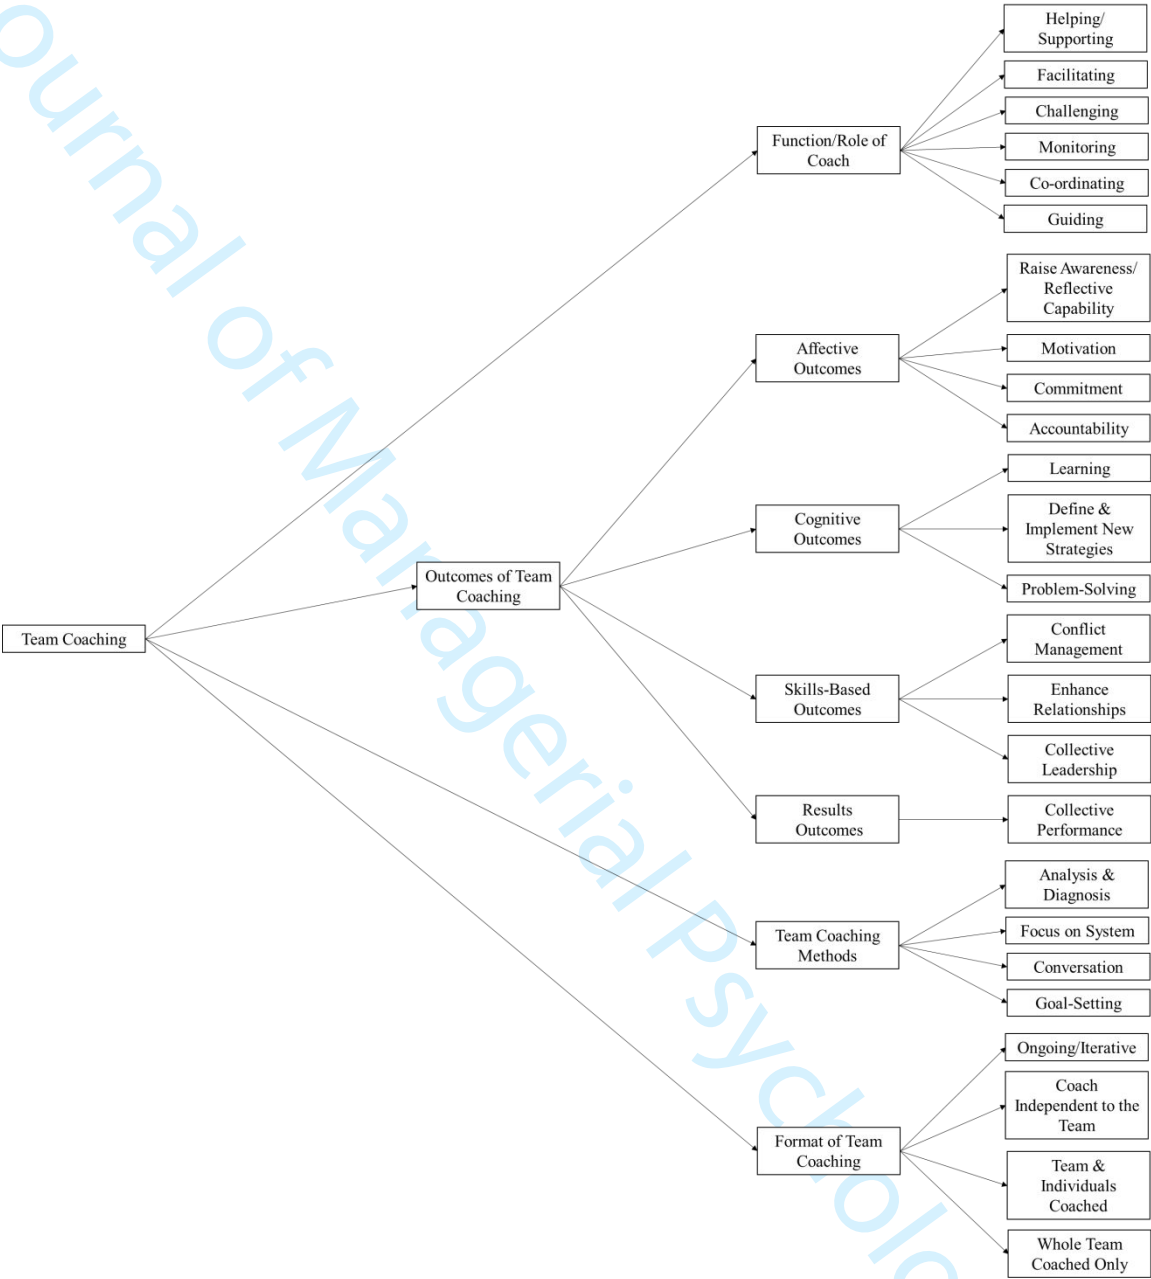 Journal of Managerial Psychology
Helping/
Supporting
Facilitating
Challenging
Monitoring
Co-ordinating
Guiding
Function/Role of
Coach
Raise Awareness/
Reflective
Capability
Motivation
Commitment
Accountability
Affective
Outcomes
Learning
Define &
Implement New
Strategies
Problem-Solving
Cognitive
Outcomes
Outcomes of Team
Coaching
Team Coaching
Conflict
Management
Enhance
Relationships
Collective
Leadership
Skills-Based
Outcomes
Results
Outcomes
Collective
Performance
Analysis &
Diagnosis
Focus on System
Conversation
Goal-Setting
Team Coaching
Methods
Ongoing/Iterative
Coach
Independent to the
Team
Team &
Individuals
Coached
Whole Team
Coached Only
Format of Team
Coaching